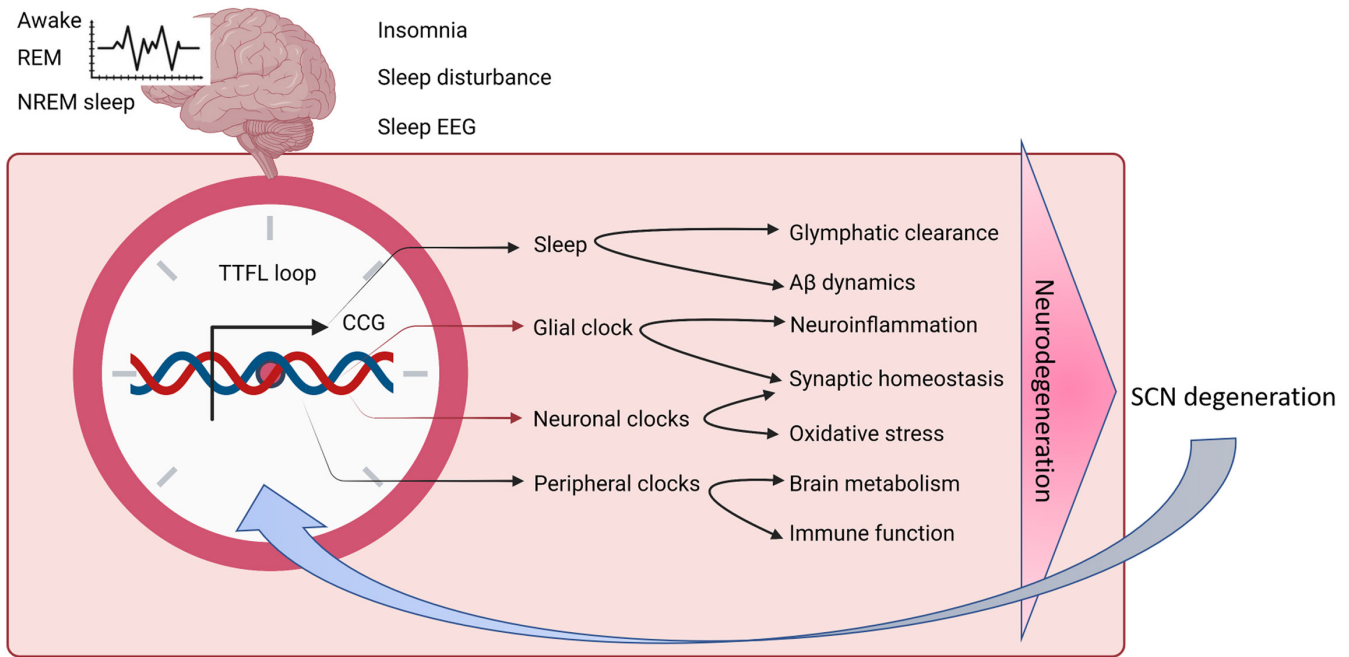 Awake
REM
NREM sleep
Insomnia
Sleep disturbance
Sleep EEG
TTFL loop
CCG
Sleep
Glial clock
Neuronal clocks
Peripheral clocks
Glymphatic clearance
Aβ dynamics
Neuroinflammation
Synaptic homeostasis
Oxidative stress
Brain metabolism
Immune function
Neurodegeneration
SCN degeneration